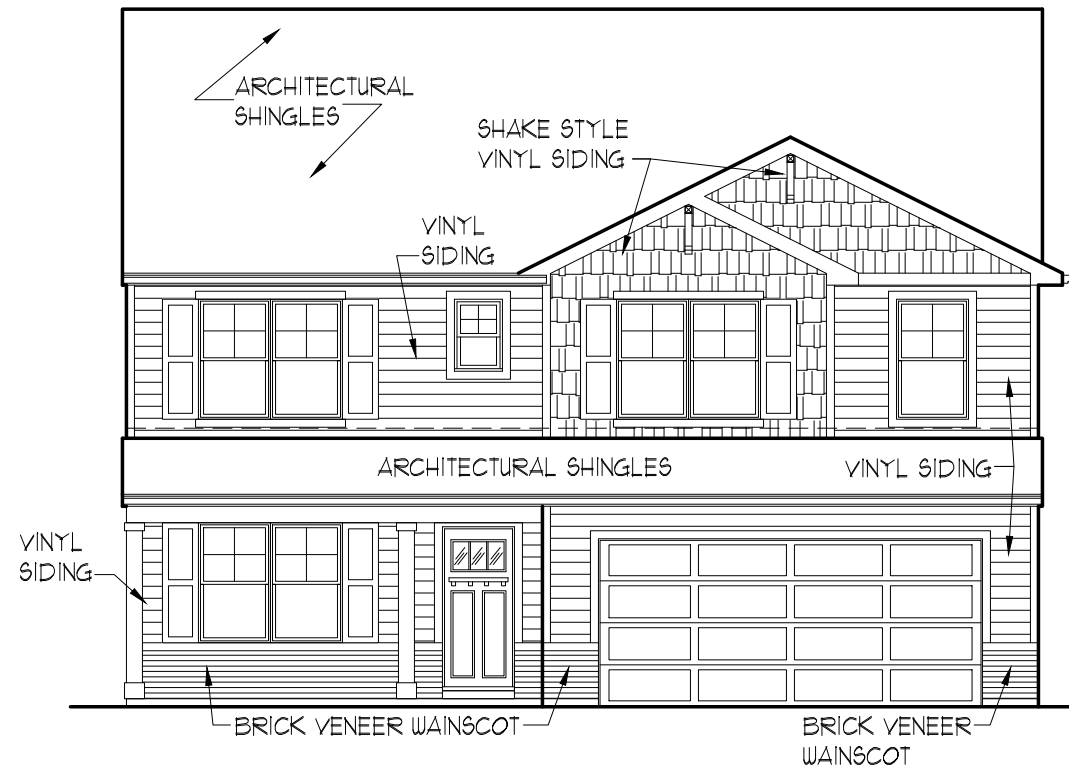 ARCHITECTURAL
SHINGLES
SHAKE STYLE
VINYL SIDING
VINYL
SIDING
ARCHITECTURAL SHINGLES
VINYL SIDING
VINYL
SIDING
BRICK VENEER WAINSCOT
BRICK VENEER
WAINSCOT